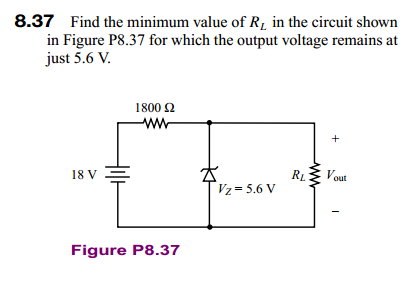 8.37 Find the minimum value of R_L in the circuit shown
in Figure P8.37 for which the output voltage remains at
just 5.6 V.
1800 Ω
+
18 V
R_L
V_out
V_Z = 5.6 V
–
Figure P8.37